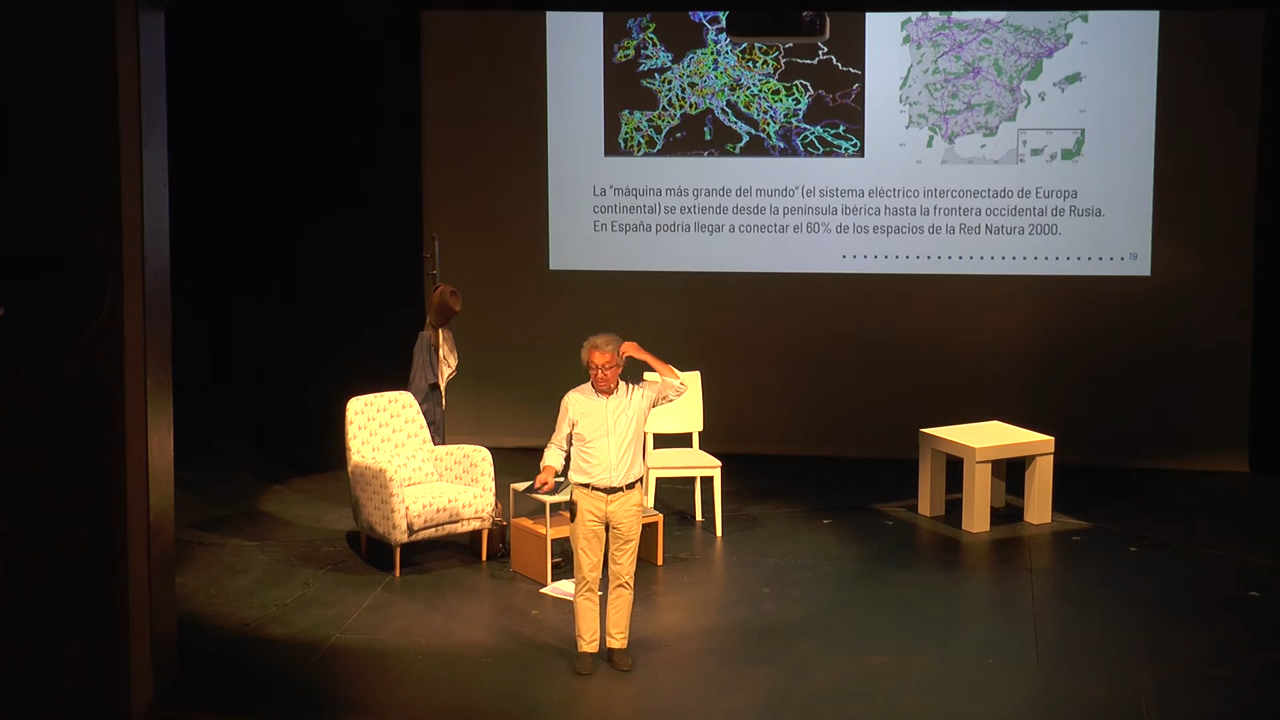 La "máquina más grande del mundo" (el sistema eléctrico interconectado de Europa
continental) se extiende desde la península ibérica hasta la frontera occidental de Rusia.
En España podría llegar a conectar el 60% de los espacios de la Red Natura 2000.
19